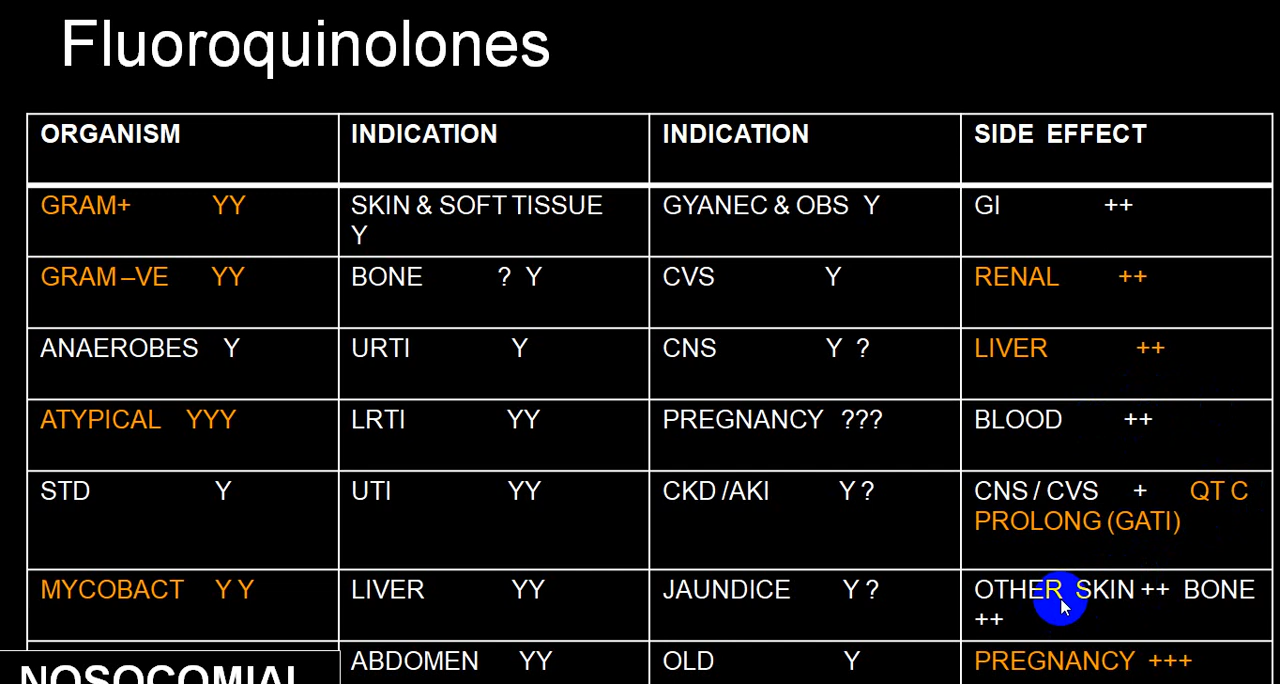 Fluoroquinolones
ORGANISM INDICATION INDICATION SIDE EFFECT
GRAM+ YY SKIN & SOFT TISSUE GYANEC & OBS Y GI ++
Y
GRAM –VE YY BONE ? Y CVS Y RENAL ++
ANAEROBES Y URTI Y CNS Y ? LIVER ++
ATYPICAL YYY LRTI YY PREGNANCY ??? BLOOD ++
STD Y UTI YY CKD /AKI Y ? CNS / CVS + QT C
PROLONG (GATI)
MYCOBACT Y Y LIVER YY JAUNDICE Y ? OTHER SKIN ++ BONE
++
NOSOCOMIAL ABDOMEN YY OLD Y PREGNANCY +++